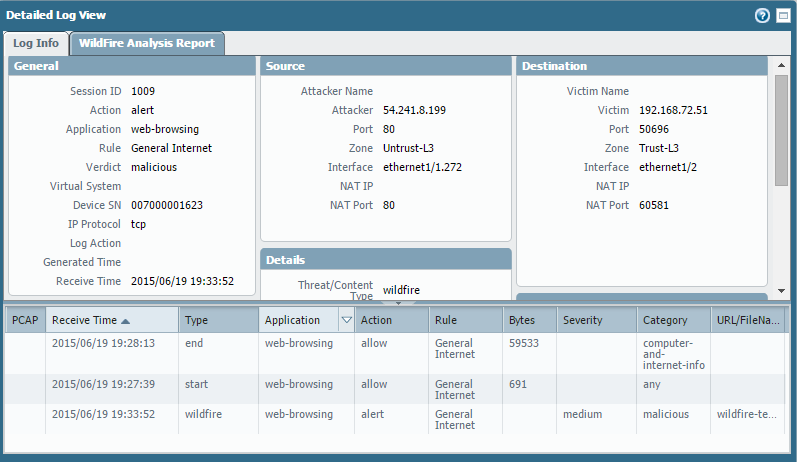 Detailed Log View
Log Info
WildFire Analysis Report
General
Session ID 1009
Action alert
Application web-browsing
Rule General Internet
Verdict malicious
Virtual System
Device SN 007000001623
IP Protocol tcp
Log Action
Generated Time
Receive Time 2015/06/19 19:33:52
Source
Attacker Name
Attacker 54.241.8.199
Port 80
Zone Untrust-L3
Interface ethernet1/1.272
NAT IP
NAT Port 80
Details
Threat/Content Type wildfire
Destination
Victim Name
Victim 192.168.72.51
Port 50696
Zone Trust-L3
Interface ethernet1/2
NAT IP
NAT Port 60581
PCAP Receive Time Type Application Action Rule Bytes Severity Category URL/FileNa...
2015/06/19 19:28:13 end web-browsing allow General Internet 59533 computer-and-internet-info
2015/06/19 19:27:39 start web-browsing allow General Internet 691 any
2015/06/19 19:33:52 wildfire web-browsing alert General Internet medium malicious wildfire-te...